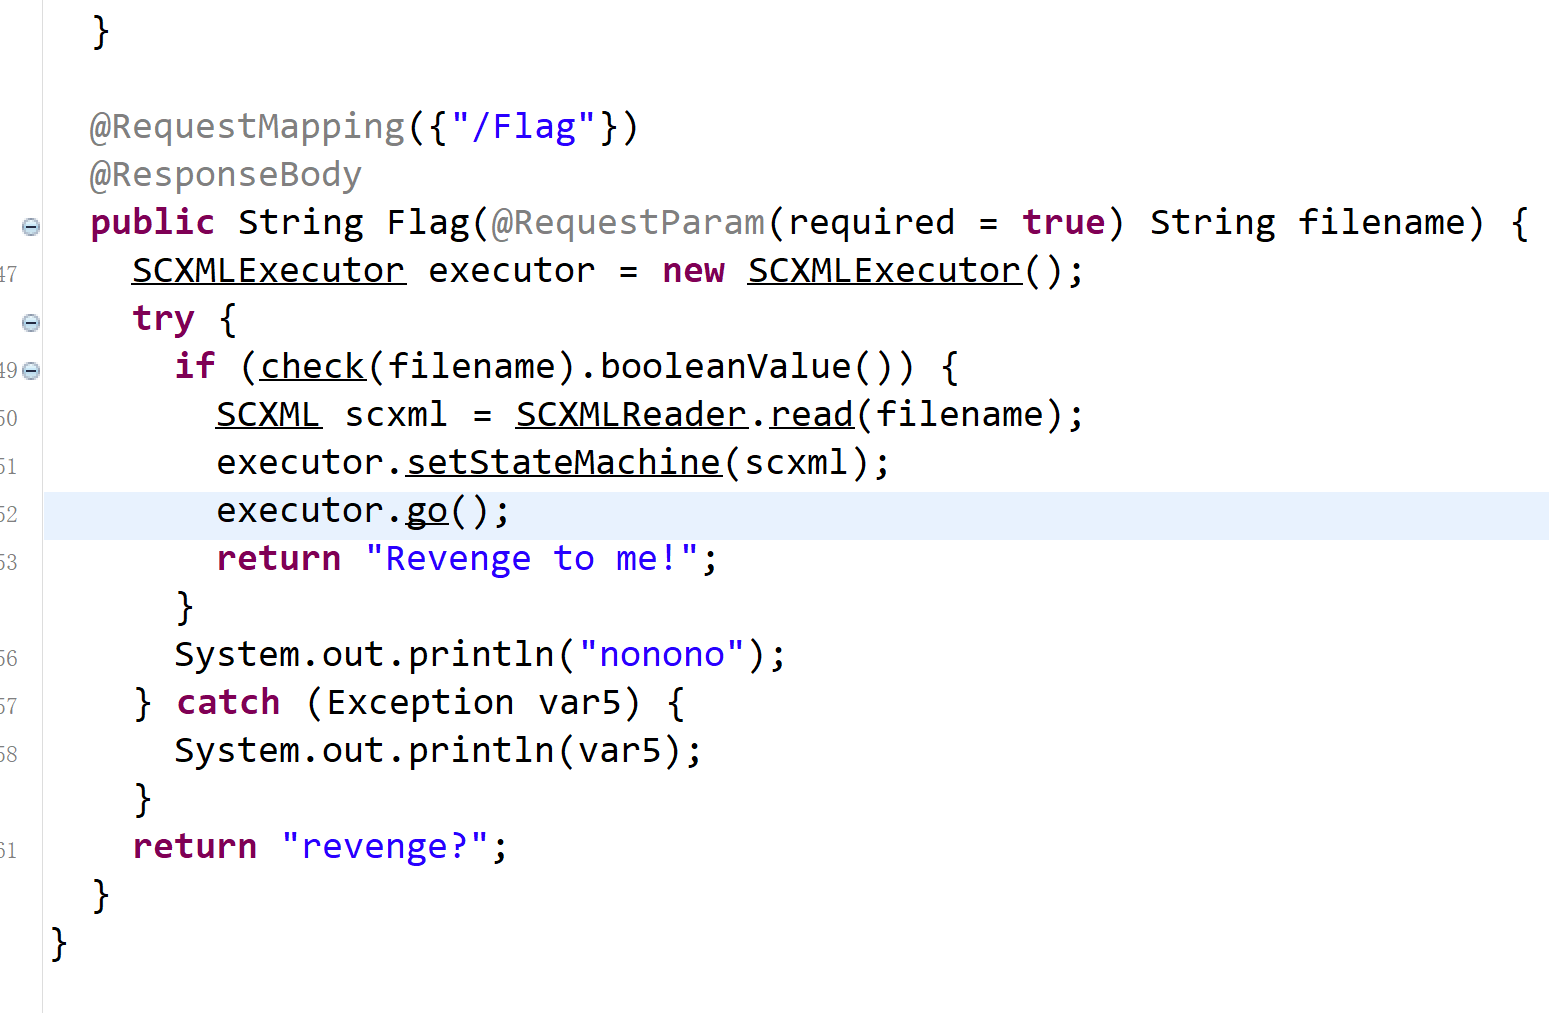 }
@RequestMapping({"/Flag"})
@ResponseBody
public String Flag(@RequestParam(required = true) String filename) {
47 SCXMLExecutor executor = new SCXMLExecutor();
try {
49 if (check(filename).booleanValue()) {
50 SCXML scxml = SCXMLReader.read(filename);
51 executor.setStateMachine(scxml);
52 executor.go();
53 return "Revenge to me!";
}
56 System.out.println("nonono");
57 } catch (Exception var5) {
58 System.out.println(var5);
}
61 return "revenge?";
}
}